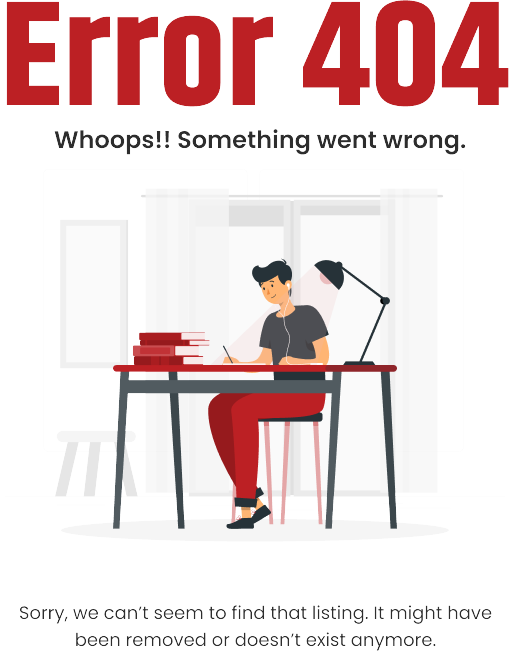 Error 404
Whoops!! Something went wrong.
Sorry, we can’t seem to find that listing. It might have
been removed or doesn’t exist anymore.